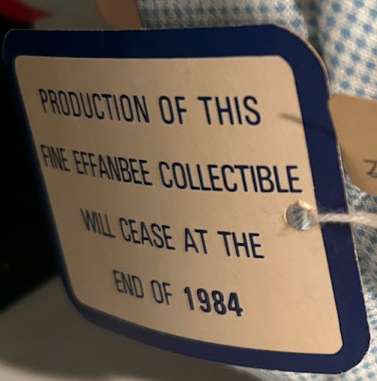 PRODUCTION OF THIS
FINE EFFANBEE COLLECTIBLE
WILL CEASE AT THE
END OF 1984